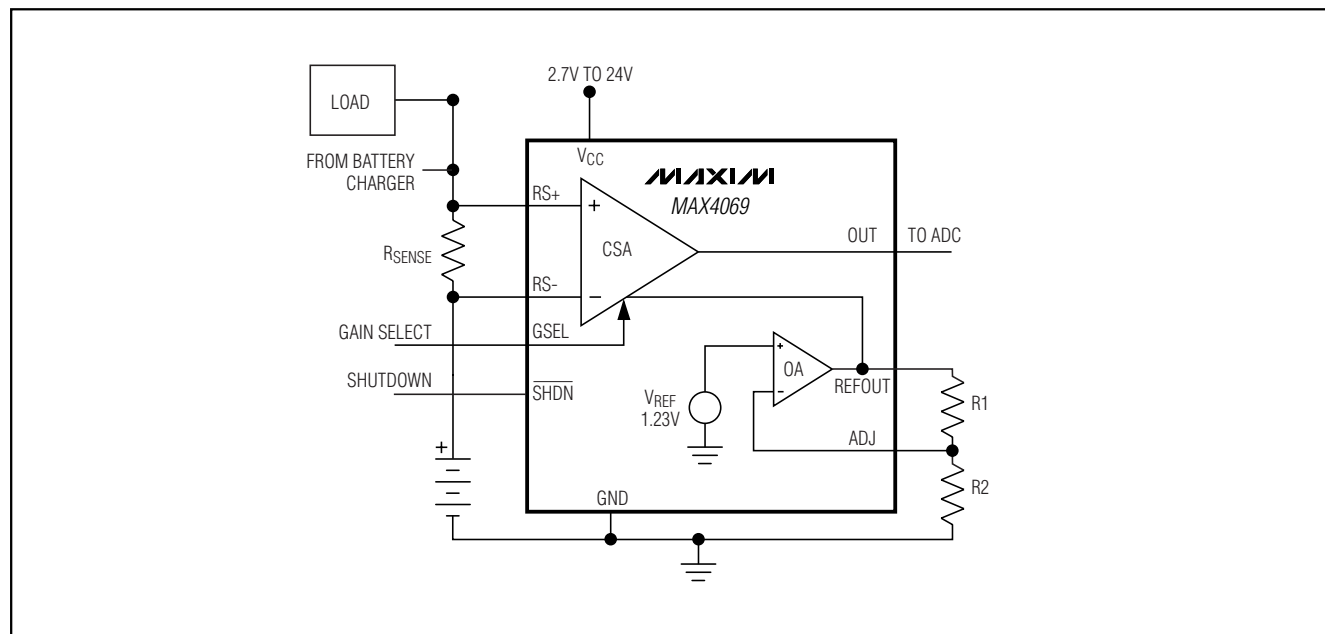 2.7V TO 24V
LOAD
FROM BATTERY
CHARGER
VCC
MAXIM
MAX4069
RS+
+
CSA
OUT
TO ADC
RSENSE
RS-
−
GAIN SELECT
GSEL
SHUTDOWN
SHDN
+
OA
−
REFOUT
VREF
1.23V
R1
ADJ
+
R2
GND